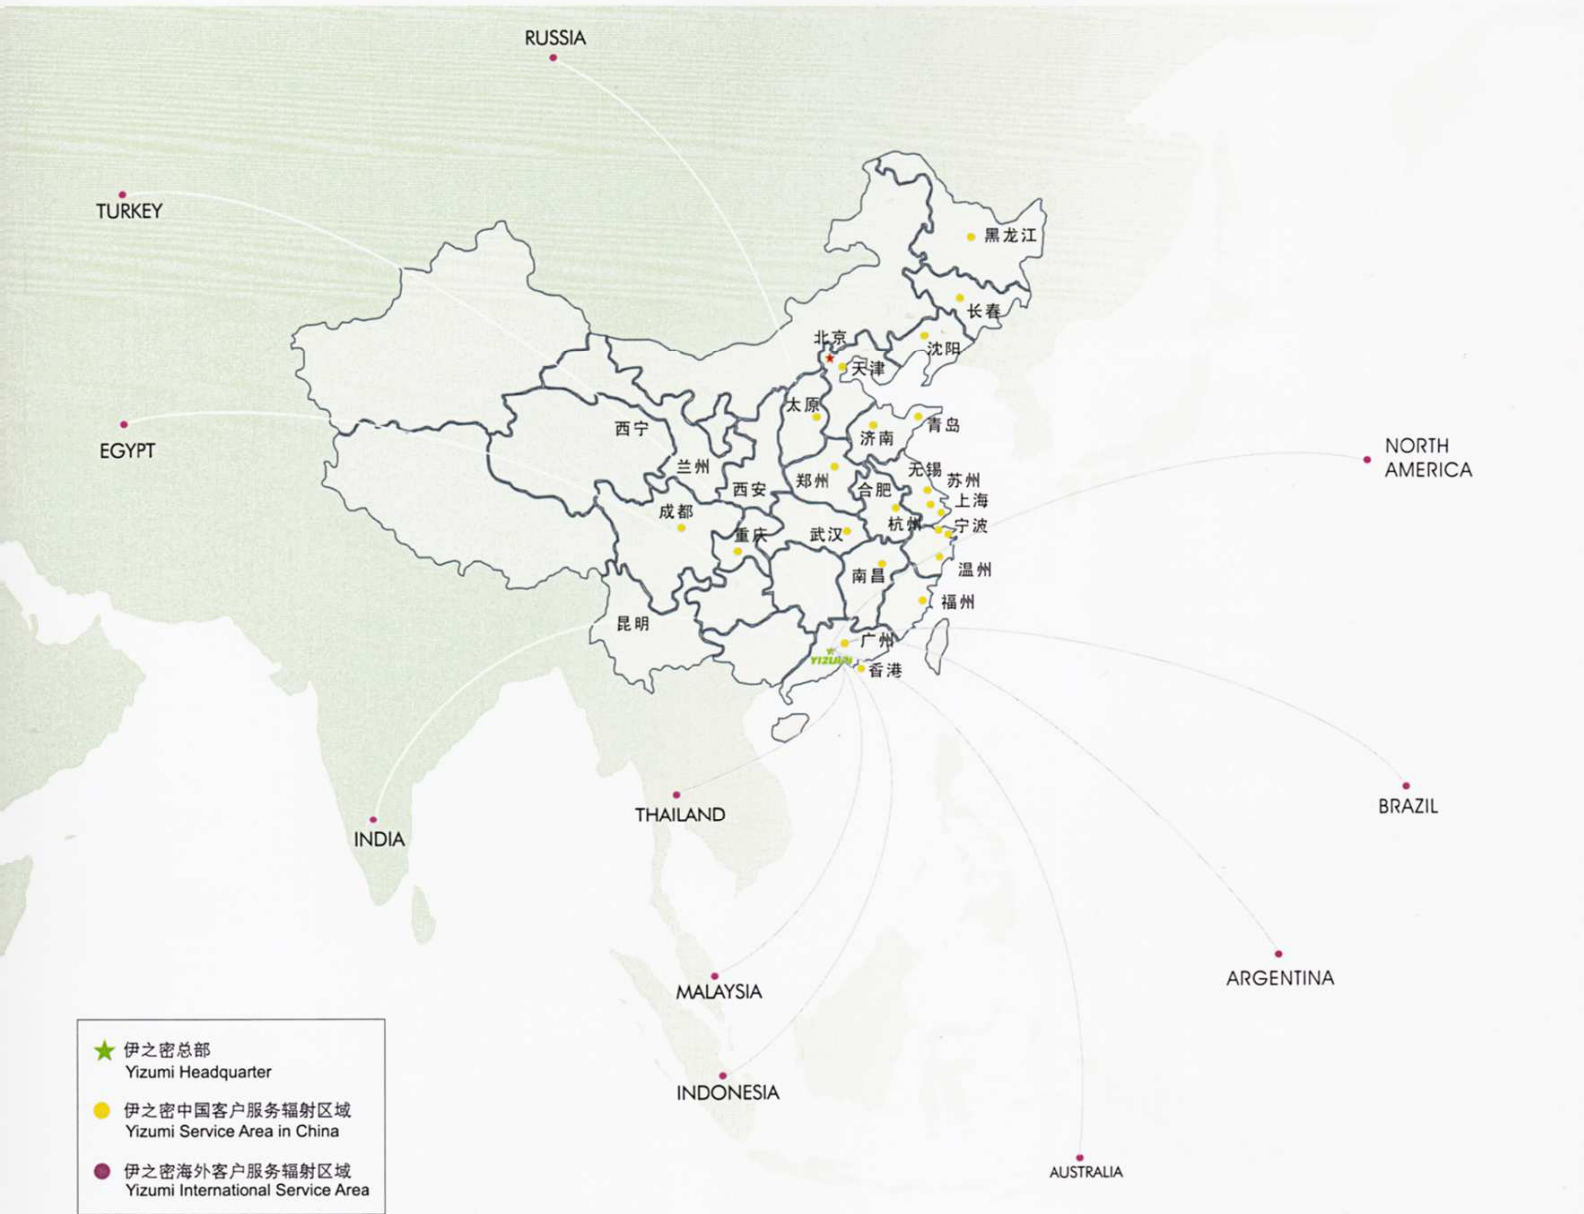 RUSSIA
TURKEY
黑龙江
长春
北京
沈阳
天津
太原
青岛
EGYPT
西宁
济南
NORTH
AMERICA
兰州
无锡
郑州
苏州
西安
合肥
上海
成都
杭州
宁波
重庆
武汉
温州
南昌
福州
昆明
广州
YIZUMI
香港
THAILAND
BRAZIL
INDIA
ARGENTINA
MALAYSIA
INDONESIA
AUSTRALIA
伊之密总部
Yizumi Headquarter
伊之密中国客户服务辐射区域
Yizumi Service Area in China
伊之密海外客户服务辐射区域
Yizumi International Service Area